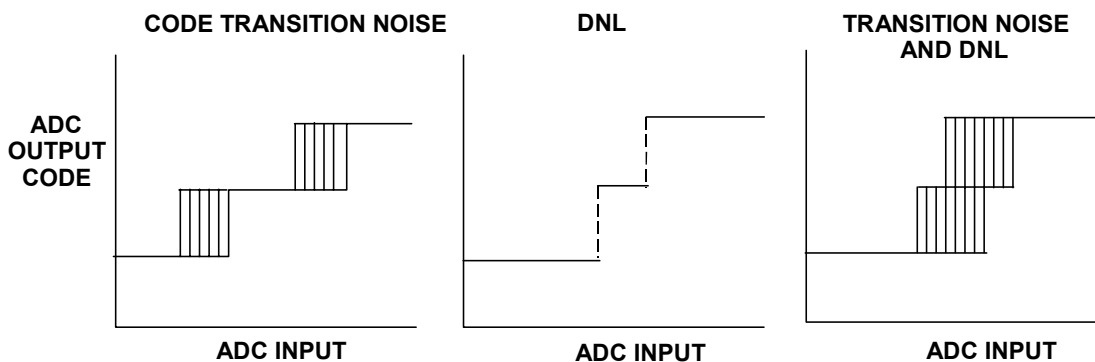 CODE TRANSITION NOISE
DNL
TRANSITION NOISE
AND DNL
ADC
OUTPUT
CODE
ADC INPUT
ADC INPUT
ADC INPUT